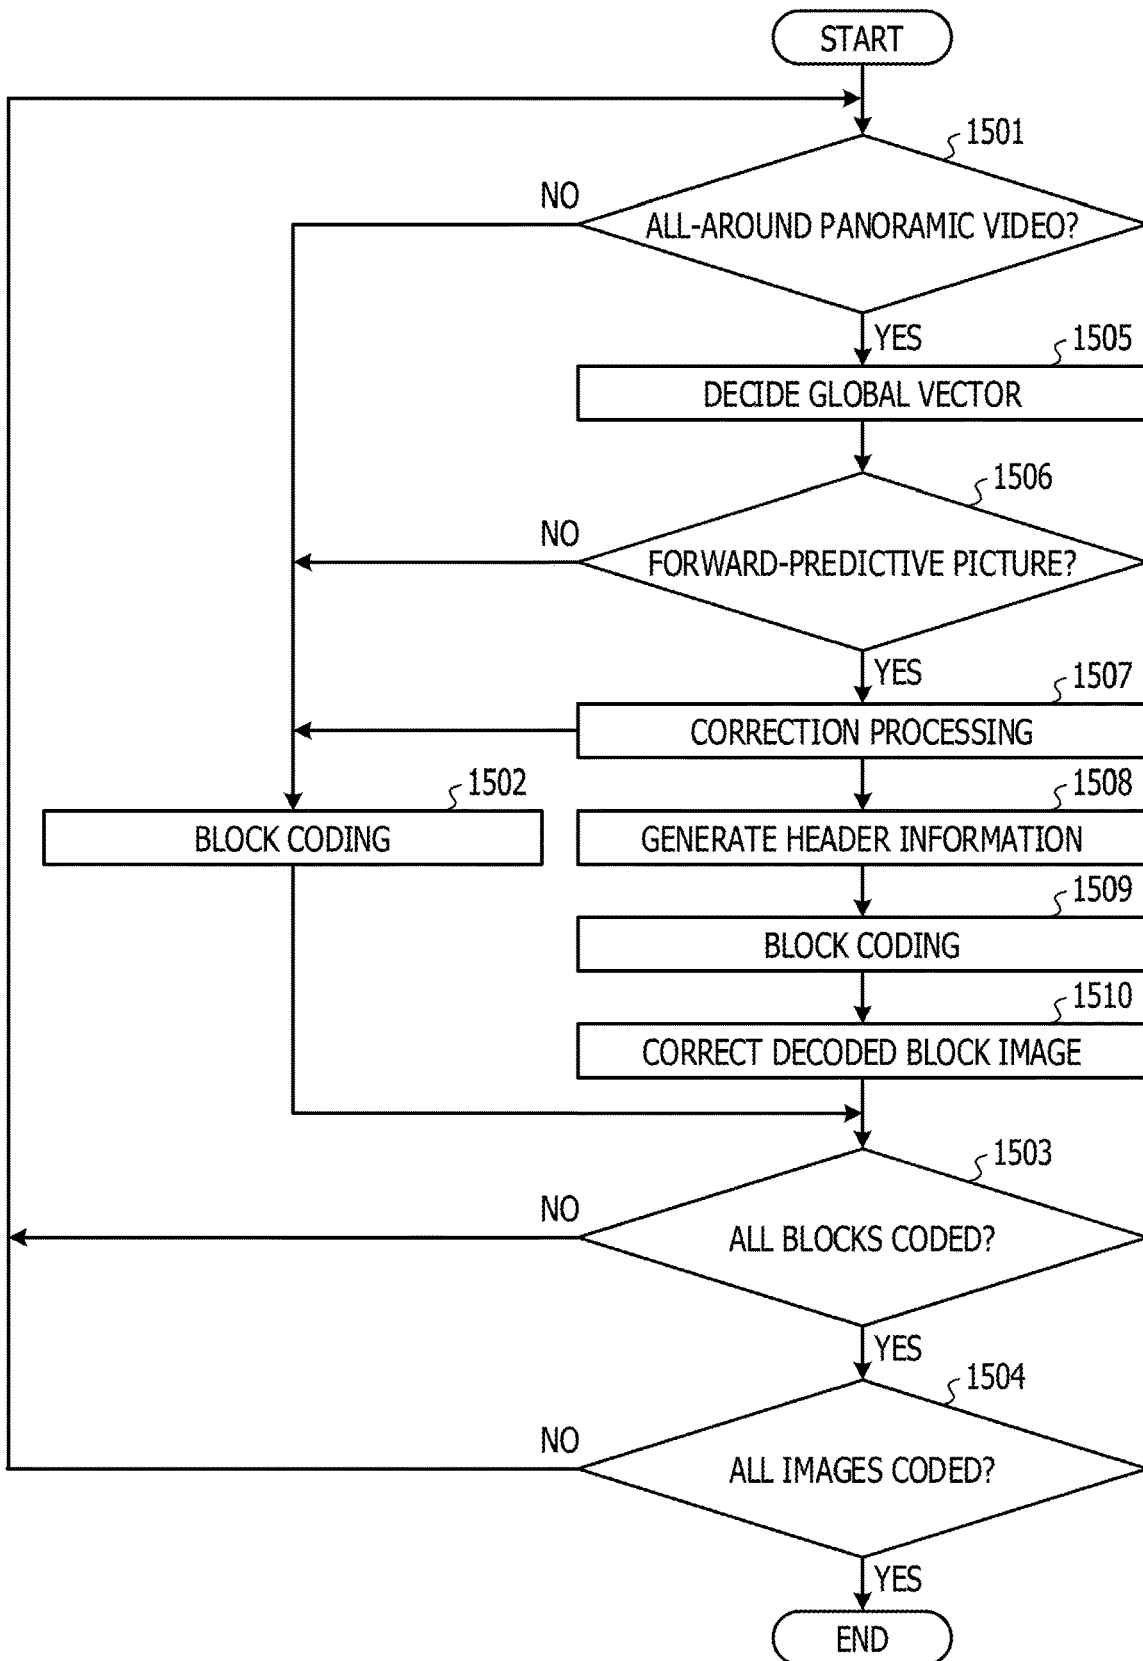 START
1501
NO
ALL-AROUND PANORAMIC VIDEO?
YES
1505
DECIDE GLOBAL VECTOR
1506
NO
FORWARD-PREDICTIVE PICTURE?
YES
1507
CORRECTION PROCESSING
1502
1508
BLOCK CODING
GENERATE HEADER INFORMATION
1509
BLOCK CODING
1510
CORRECT DECODED BLOCK IMAGE
1503
NO
ALL BLOCKS CODED?
YES
1504
NO
ALL IMAGES CODED?
YES
END